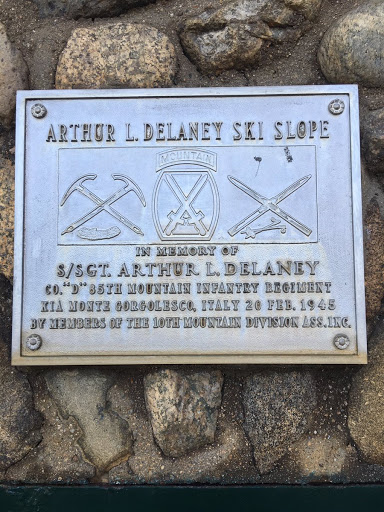 ARTHUR L. DELANEY SKI SLOPE
MOUNTAIN
IN MEMORY OF
S/SGT. ARTHUR L. DELANEY
CO. "D" 85TH MOUNTAIN INFANTRY REGIMENT
KIA MONTE GORGOLESCO, ITALY 20 FEB. 1945
BY MEMBERS OF THE 10TH MOUNTAIN DIVISION ASS. INC.